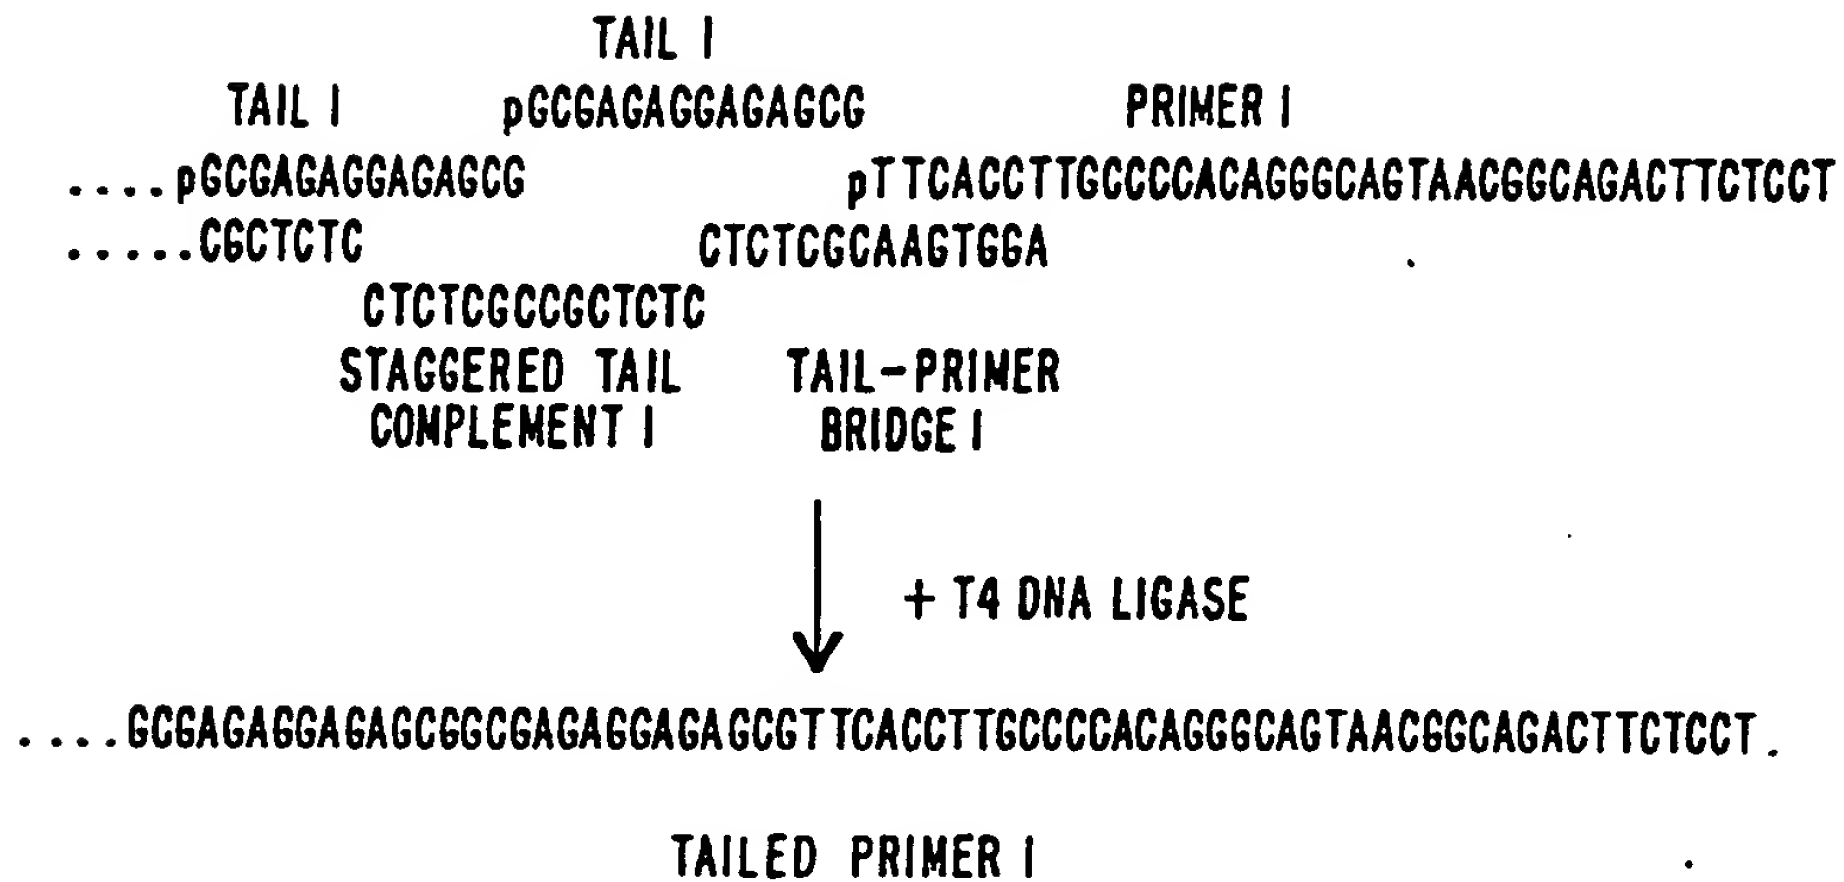 TAIL I
TAIL I pGCGAGAGGAGAGCG PRIMER I
....pGCGAGAGGAGAGCG pTTCACCTTGCCCCACAGGGCAGTAACGGCAGACTTCTCCT
.....CGCTCTC CTCTCGCAAGTGGA
CTCTCGCCGCTCTC
STAGGERED TAIL TAIL-PRIMER
COMPLEMENT I BRIDGE I
+ T4 DNA LIGASE
....GCGAGAGGAGAGCGGCGAGAGGAGAGCGTTCACCTTGCCCCACAGGGCAGTAACGGCAGACTTCTCCT.
TAILED PRIMER I